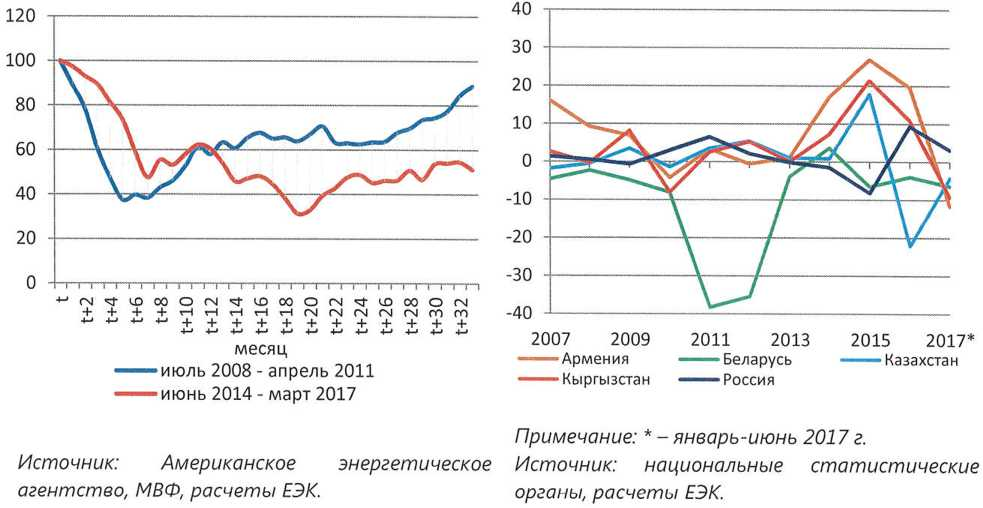 120
100
80
60
40
20
0
t
t+2
t+4
t+6
t+8
t+10
t+12
t+14
t+16
t+18
t+20
t+22
t+24
t+26
t+28
t+30
t+32
месяц
июль 2008 - апрель 2011
июнь 2014 - март 2017
Источник: Американское энергетическое
агентство, МВФ, расчеты ЕЭК.
40
30
20
10
0
-10
-20
-30
-40
2007 2009 2011 2013 2015 2017*
Армения Беларусь Казахстан
Кыргызстан Россия
Примечание: * – январь-июнь 2017 г.
Источник: национальные статистические
органы, расчеты ЕЭК.